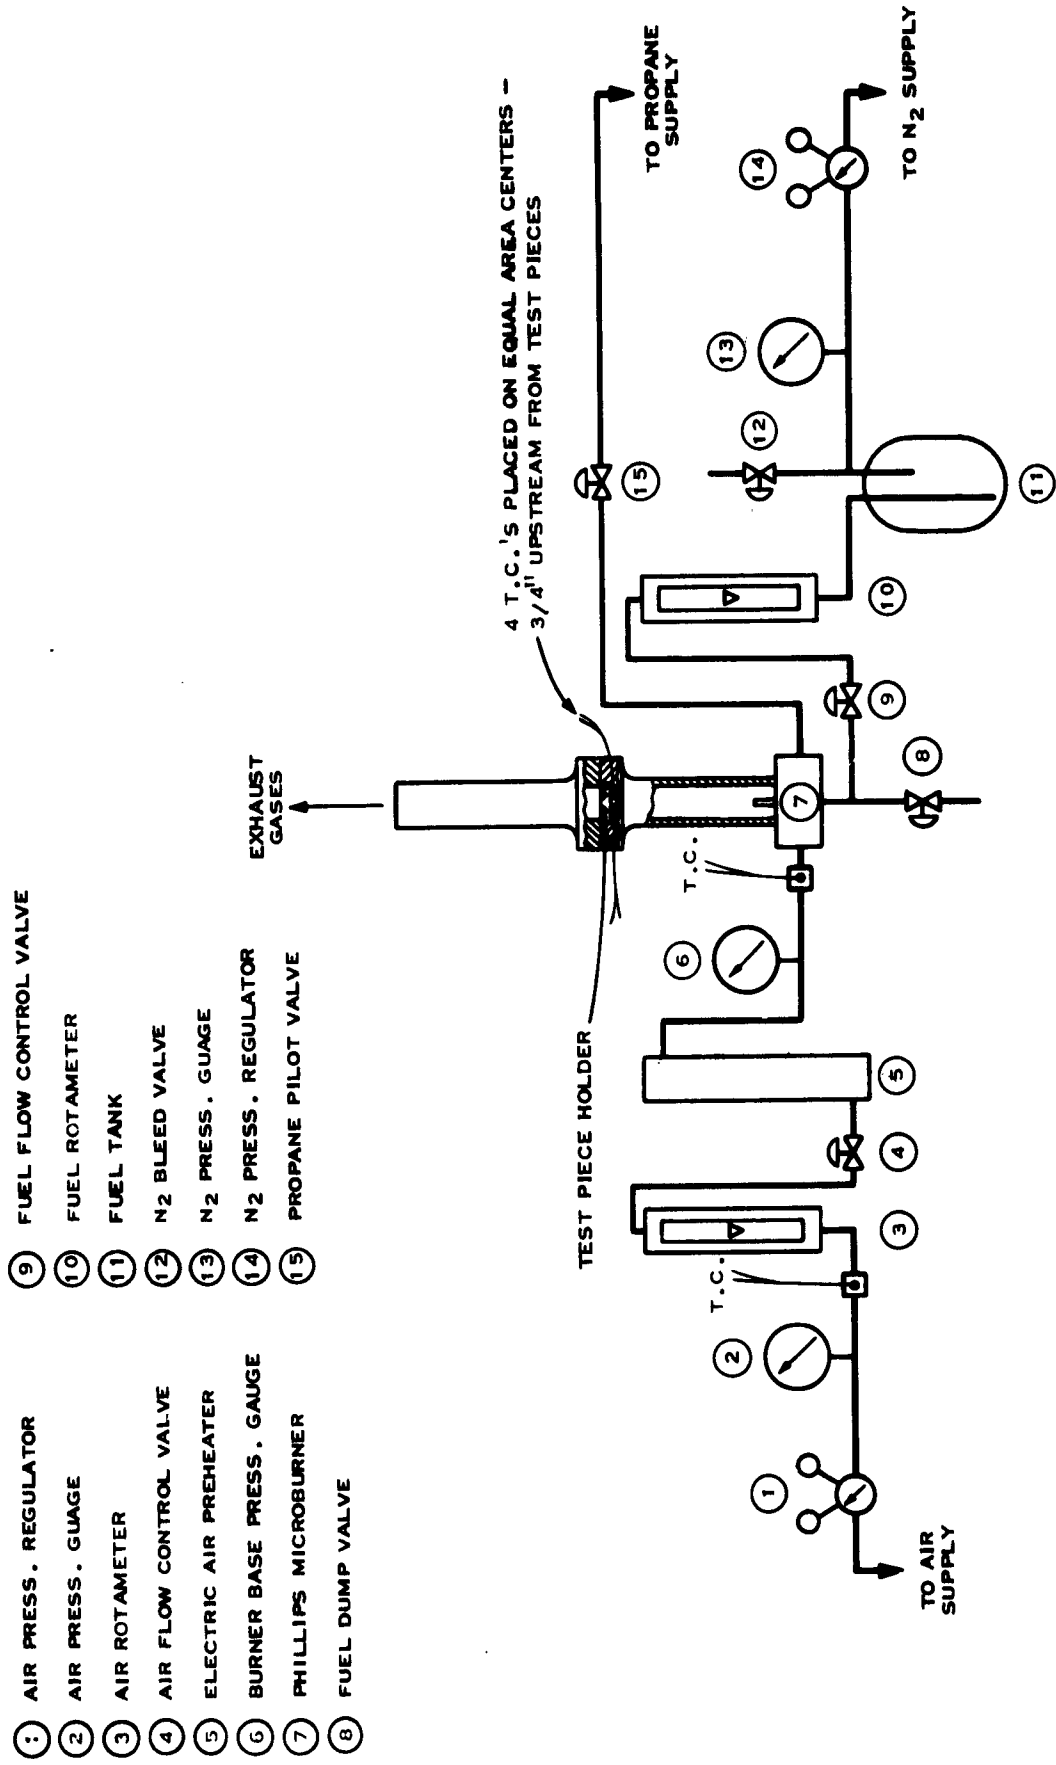 ① AIR PRESS. REGULATOR
② AIR PRESS. GUAGE
③ AIR ROTAMETER
④ AIR FLOW CONTROL VALVE
⑤ ELECTRIC AIR PREHEATER
⑥ BURNER BASE PRESS. GAUGE
⑦ PHILLIPS MICROBURNER
⑧ FUEL DUMP VALVE
⑨ FUEL FLOW CONTROL VALVE
⑩ FUEL ROTAMETER
⑪ FUEL TANK
⑫ N2 BLEED VALVE
⑬ N2 PRESS. GUAGE
⑭ N2 PRESS. REGULATOR
⑮ PROPANE PILOT VALVE
EXHAUST
GASES
4 T.C.'S PLACED ON EQUAL AREA CENTERS –
3/4" UPSTREAM FROM TEST PIECES
TEST PIECE HOLDER
TO PROPANE
SUPPLY
T.C.
T.C.
TO AIR
SUPPLY
TO N2 SUPPLY
①
②
③
④
⑤
⑥
⑦
⑧
⑨
⑩
⑪
⑫
⑬
⑭
⑮